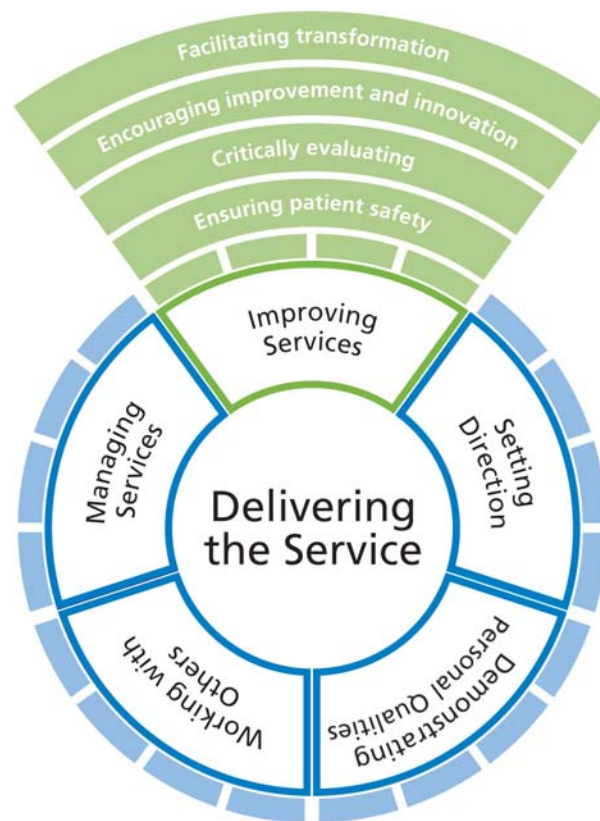 Facilitating transformation
Encouraging improvement and innovation
Critically evaluating
Ensuring patient safety
Improving
Services
Managing
Services
Setting
Direction
Delivering
the Service
Working with
Others
Demonstrating
Personal Qualities